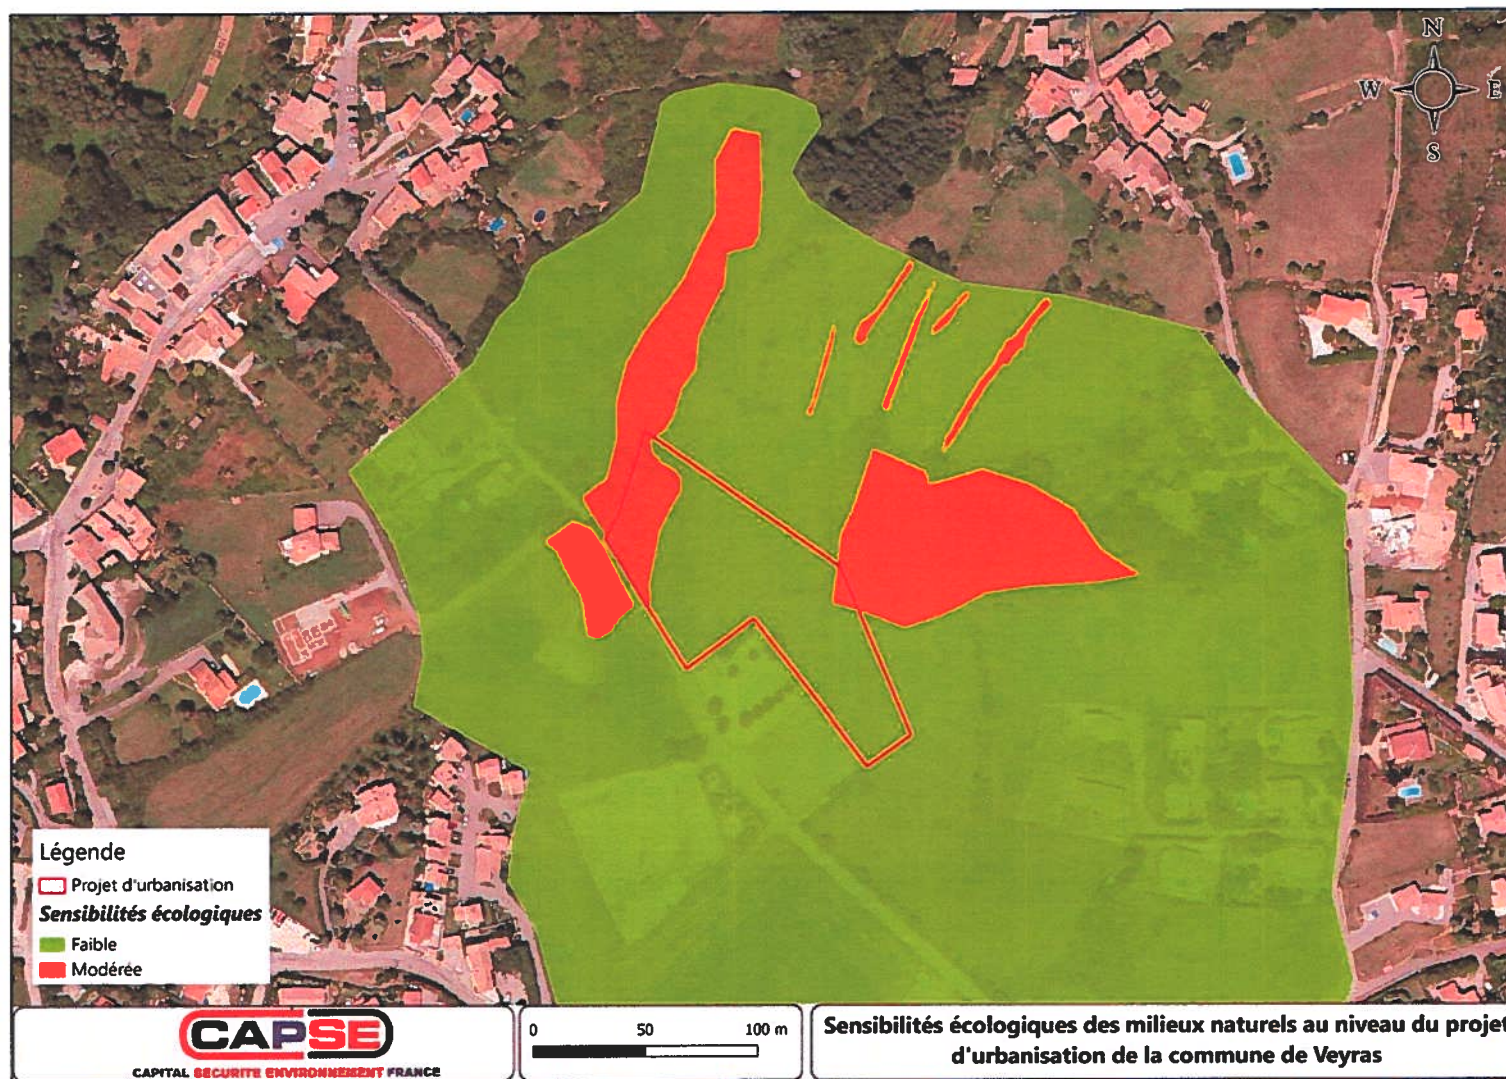 N
W
E
S
Légende
Projet d'urbanisation
Sensibilités écologiques
Faible
Modérée
CAPSE
CAPITAL SECURITE ENVIRONNEMENT FRANCE
0 50 100 m
Sensibilités écologiques des milieux naturels au niveau du projet
d'urbanisation de la commune de Veyras